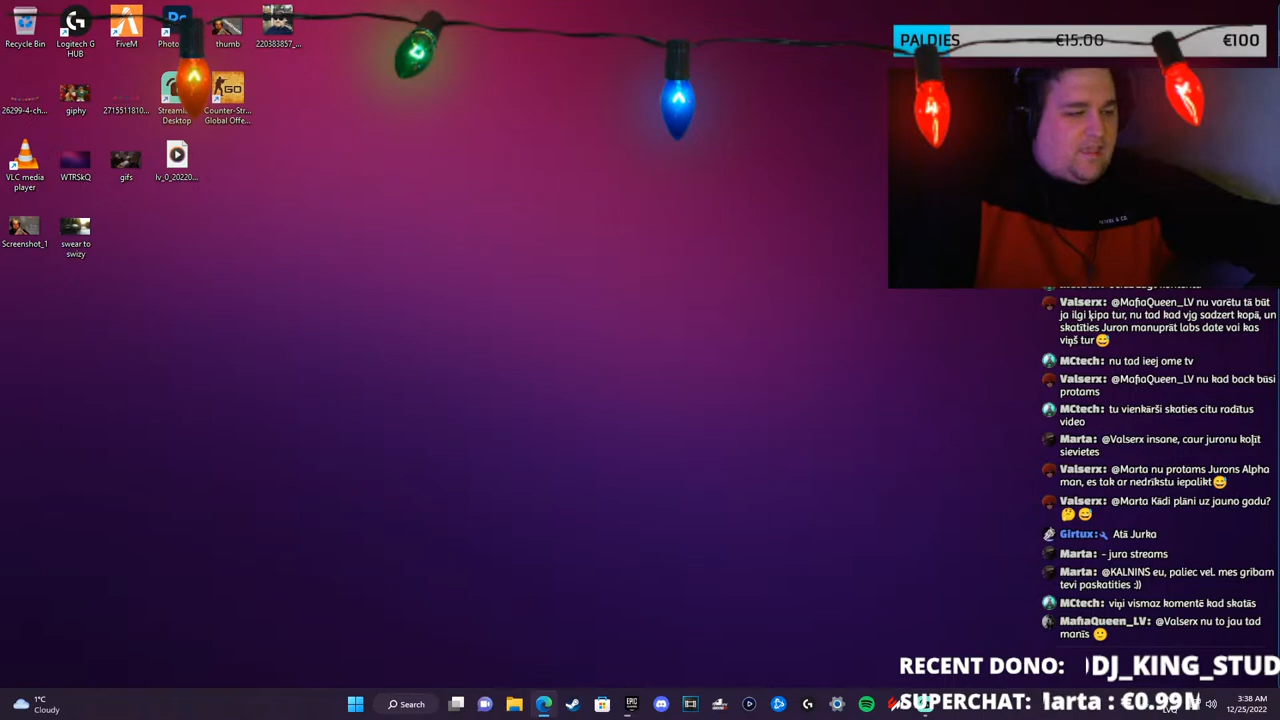 Recycle Bin
Logitech G HUB
FiveM
Photo
thumb
220383857_...
26299-4-ch...
giphy
2715511810...
Streamla
Desktop
Counter-Str...
Global Offe...
VLC media player
WTRSkQ
gifs
lv_0_20220...
Screenshot_1
swear to swizy
PALDIES €15.00 €100
Valserx: @MafiaQueen_LV nu varētu tā būt
ja ilgi ķipa tur, nu tad kad vjg sadzert kopā, un
skatīties Juron manuprāt labs date vai kas
viņš tur😅
MCtech: nu tad ieej ome tv
Valserx: @MafiaQueen_LV nu kad back būsi
protams
MCtech: tu vienkārši skaties citu radītus
video
Marta: @Valserx insane, caur juronu koļīt
sievietes
Valserx: @Marta nu protams Jurons Alpha
man, es tak ar nedrīkstu iepalikt😅
Valserx: @Marta Kādi plāni uz jauno gadu?
🤔 😅
Girtux: Atā Jurka
Marta: - jura streams
Marta: @KALNINS eu, paliec vel. mes gribam
tevi paskatities :))
MCtech: viņi vismaz komentē kad skatās
MafiaQueen_LV: @Valserx nu to jau tad
manīs 🙂
RECENT DONO: DJ_KING_STUD
SUPERCHAT: larta : €0.99
1°C
Cloudy
Search
3:38 AM
12/25/2022